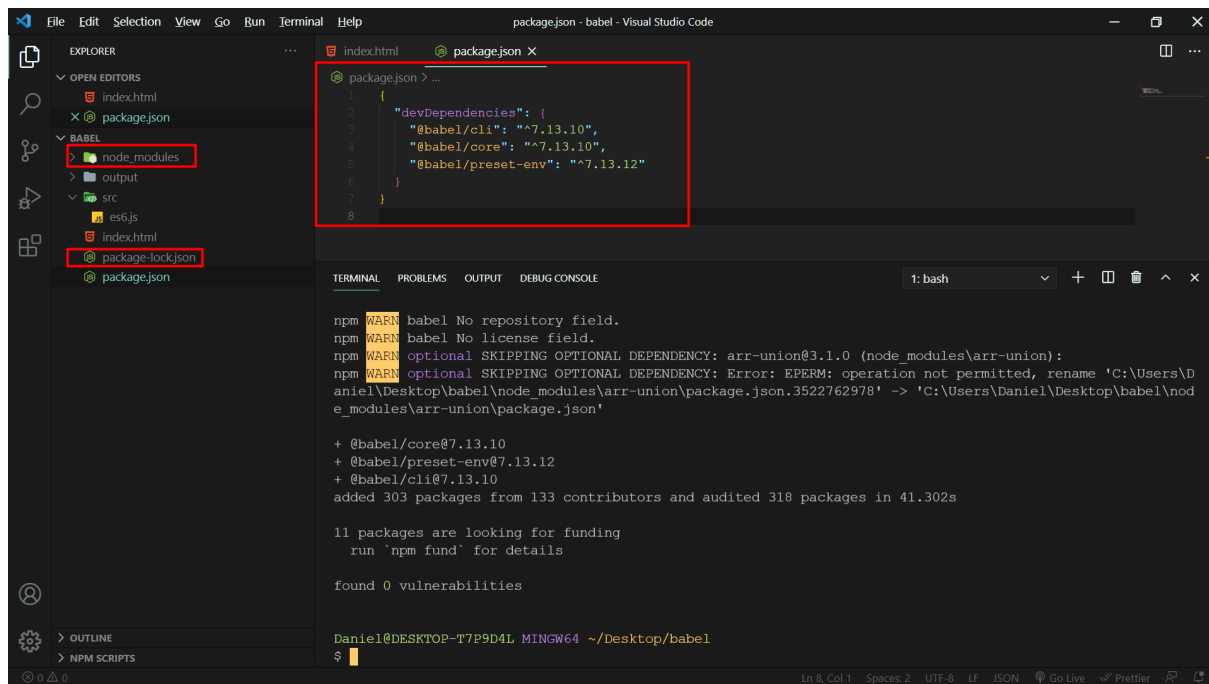 File Edit Selection View Go Run Terminal Help
package.json - babel - Visual Studio Code
EXPLORER
OPEN EDITORS
index.html
package.json
BABEL
node_modules
output
src
es6.js
index.html
package-lock.json
package.json
OUTLINE
NPM SCRIPTS
index.html package.json
package.json > ...
1 {
2 "devDependencies": {
3 "@babel/cli": "^7.13.10",
4 "@babel/core": "^7.13.10",
5 "@babel/preset-env": "^7.13.12"
6 }
7 }
8
TERMINAL PROBLEMS OUTPUT DEBUG CONSOLE
1: bash
npm WARN babel No repository field.
npm WARN babel No license field.
npm WARN optional SKIPPING OPTIONAL DEPENDENCY: arr-union@3.1.0 (node_modules\arr-union):
npm WARN optional SKIPPING OPTIONAL DEPENDENCY: Error: EPERM: operation not permitted, rename 'C:\Users\D
aniel\Desktop\babel\node_modules\arr-union\package.json.3522762978' -> 'C:\Users\Daniel\Desktop\babel\nod
e_modules\arr-union\package.json'
+ @babel/core@7.13.10
+ @babel/preset-env@7.13.12
+ @babel/cli@7.13.10
added 303 packages from 133 contributors and audited 318 packages in 41.302s
11 packages are looking for funding
run `npm fund` for details
found 0 vulnerabilities
Daniel@DESKTOP-T7P9D4L MINGW64 ~/Desktop/babel
$
0 0
Ln 8, Col 1 Spaces: 2 UTF-8 LF JSON Go Live Prettier